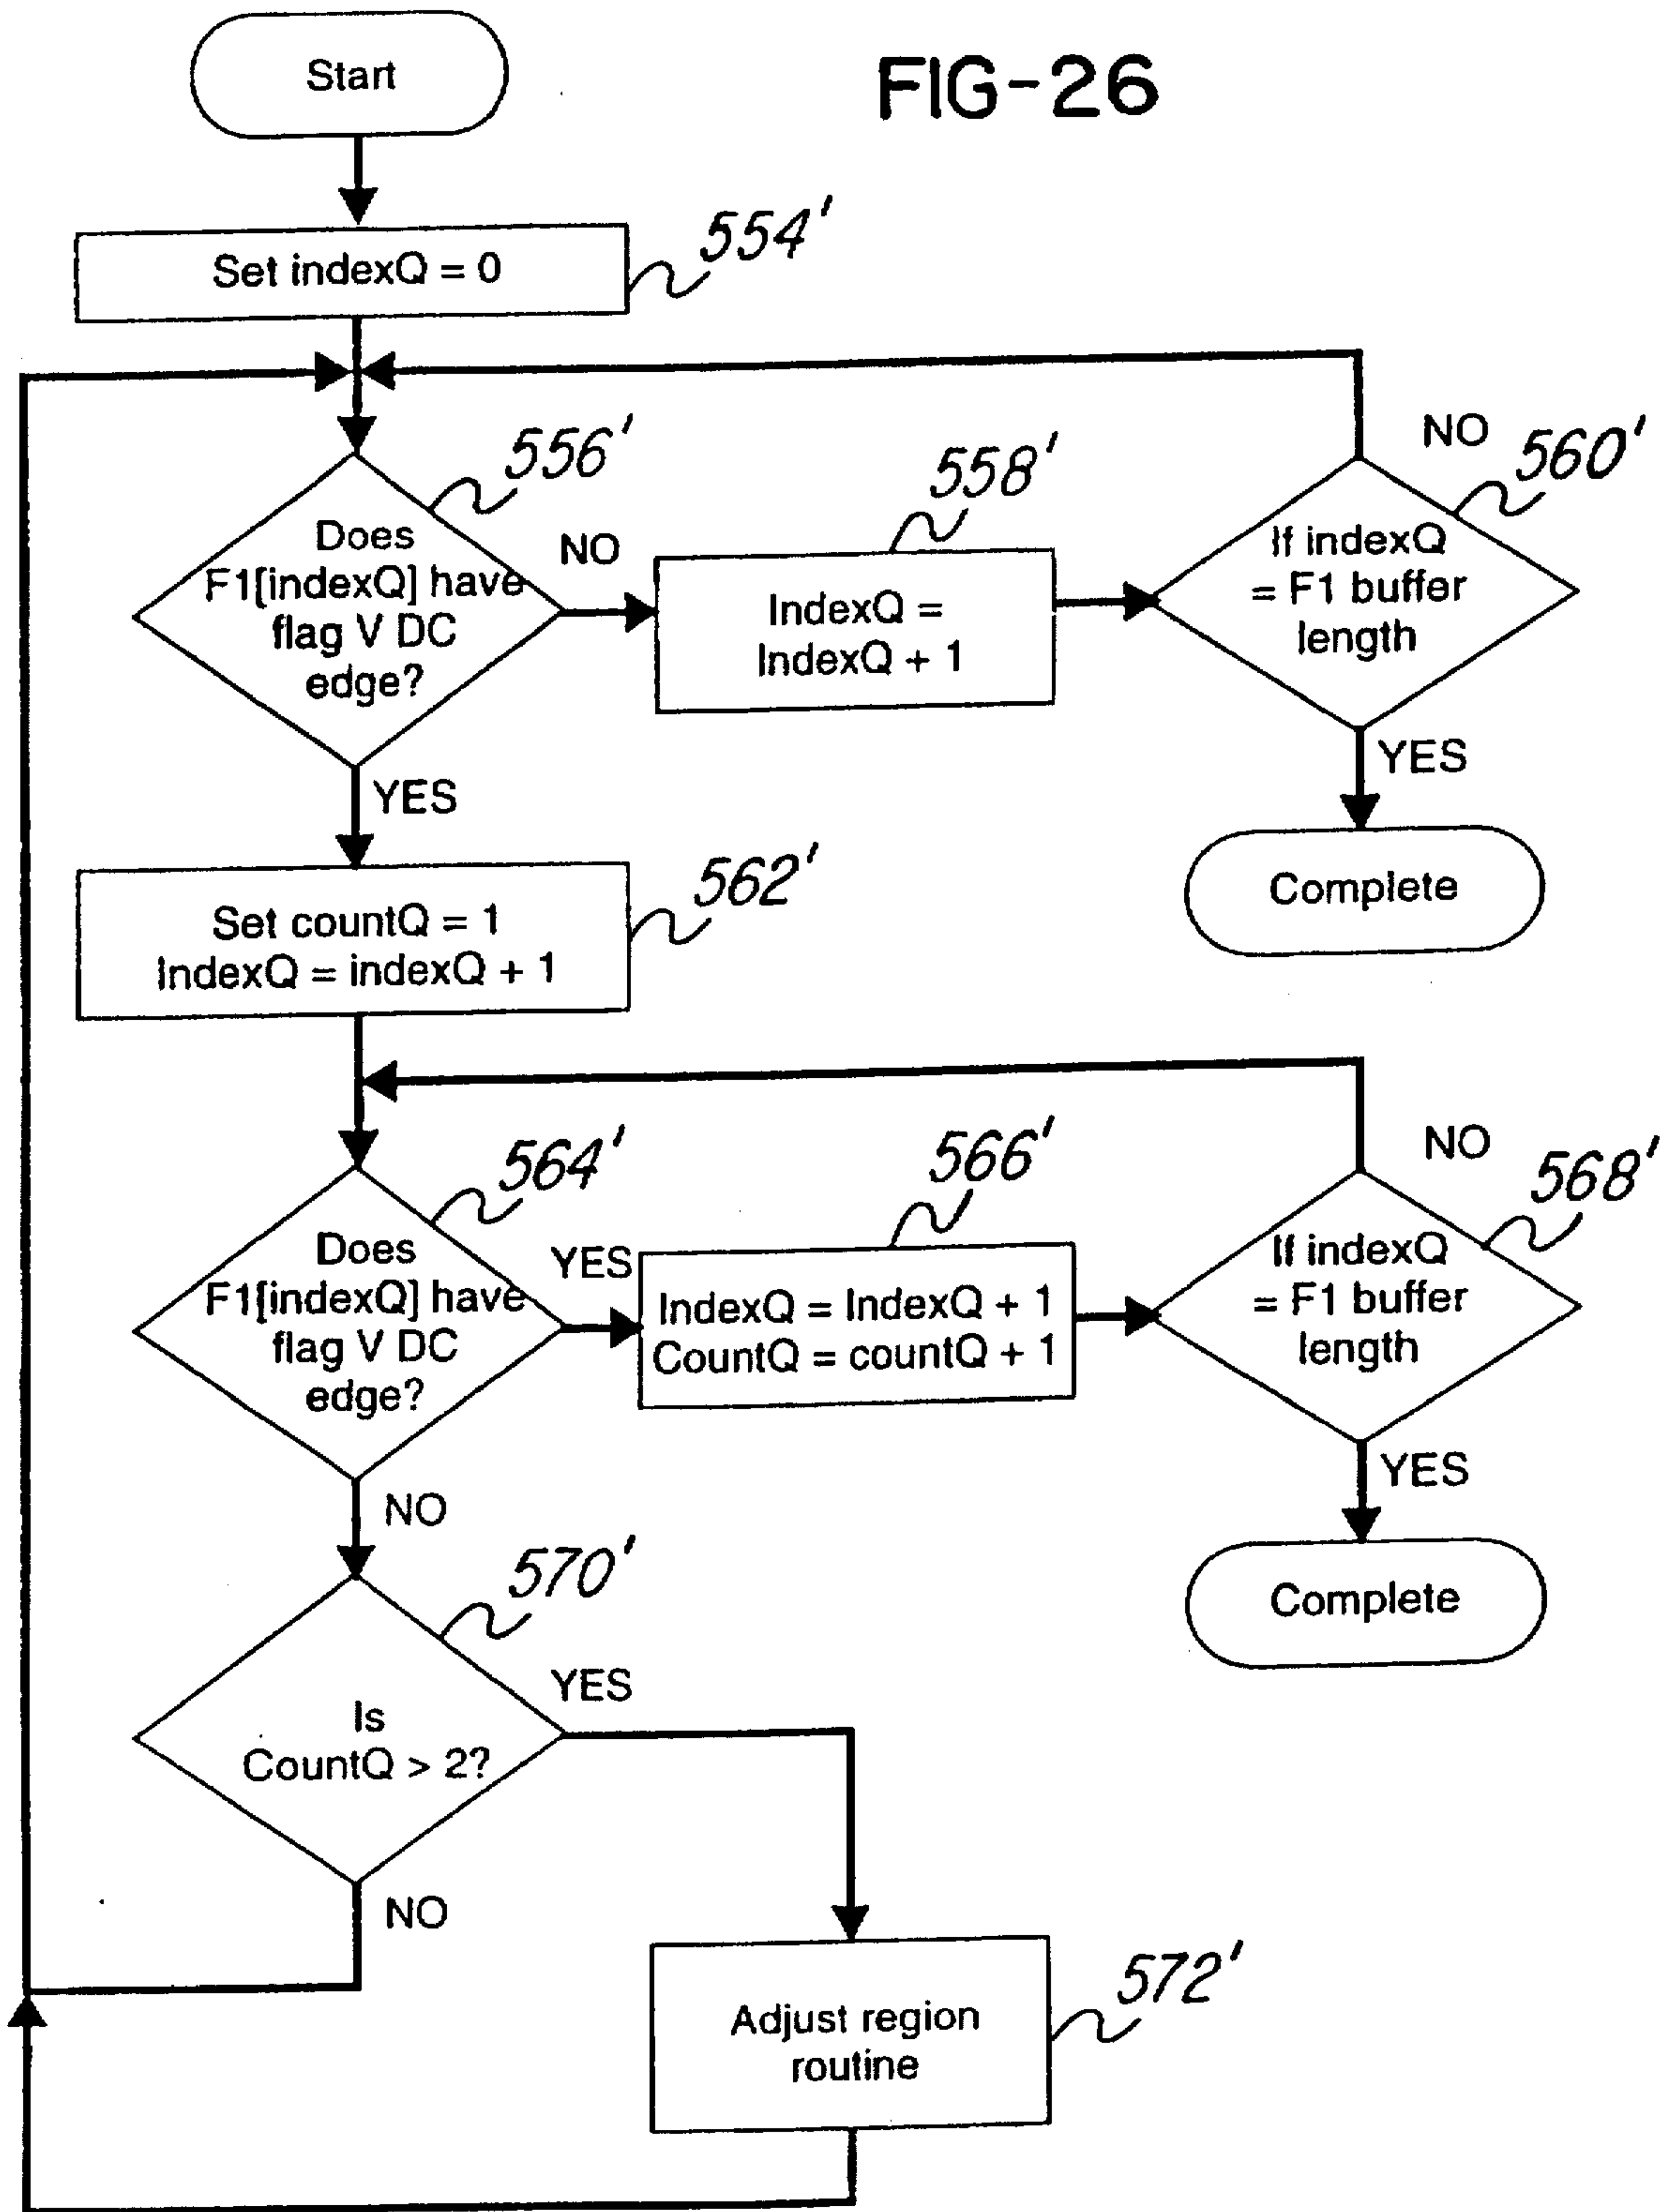 Start
FIG-26
Set indexQ = 0
554'
556'
Does
F1[indexQ] have
flag V DC
edge?
NO
558'
IndexQ =
IndexQ + 1
NO
560'
If indexQ
= F1 buffer
length
YES
YES
Complete
Set countQ = 1
IndexQ = indexQ + 1
562'
564'
Does
F1[indexQ] have
flag V DC
edge?
YES
566'
IndexQ = IndexQ + 1
CountQ = countQ + 1
NO
568'
If indexQ
= F1 buffer
length
NO
YES
Complete
570'
Is
CountQ > 2?
YES
NO
Adjust region
routine
572'